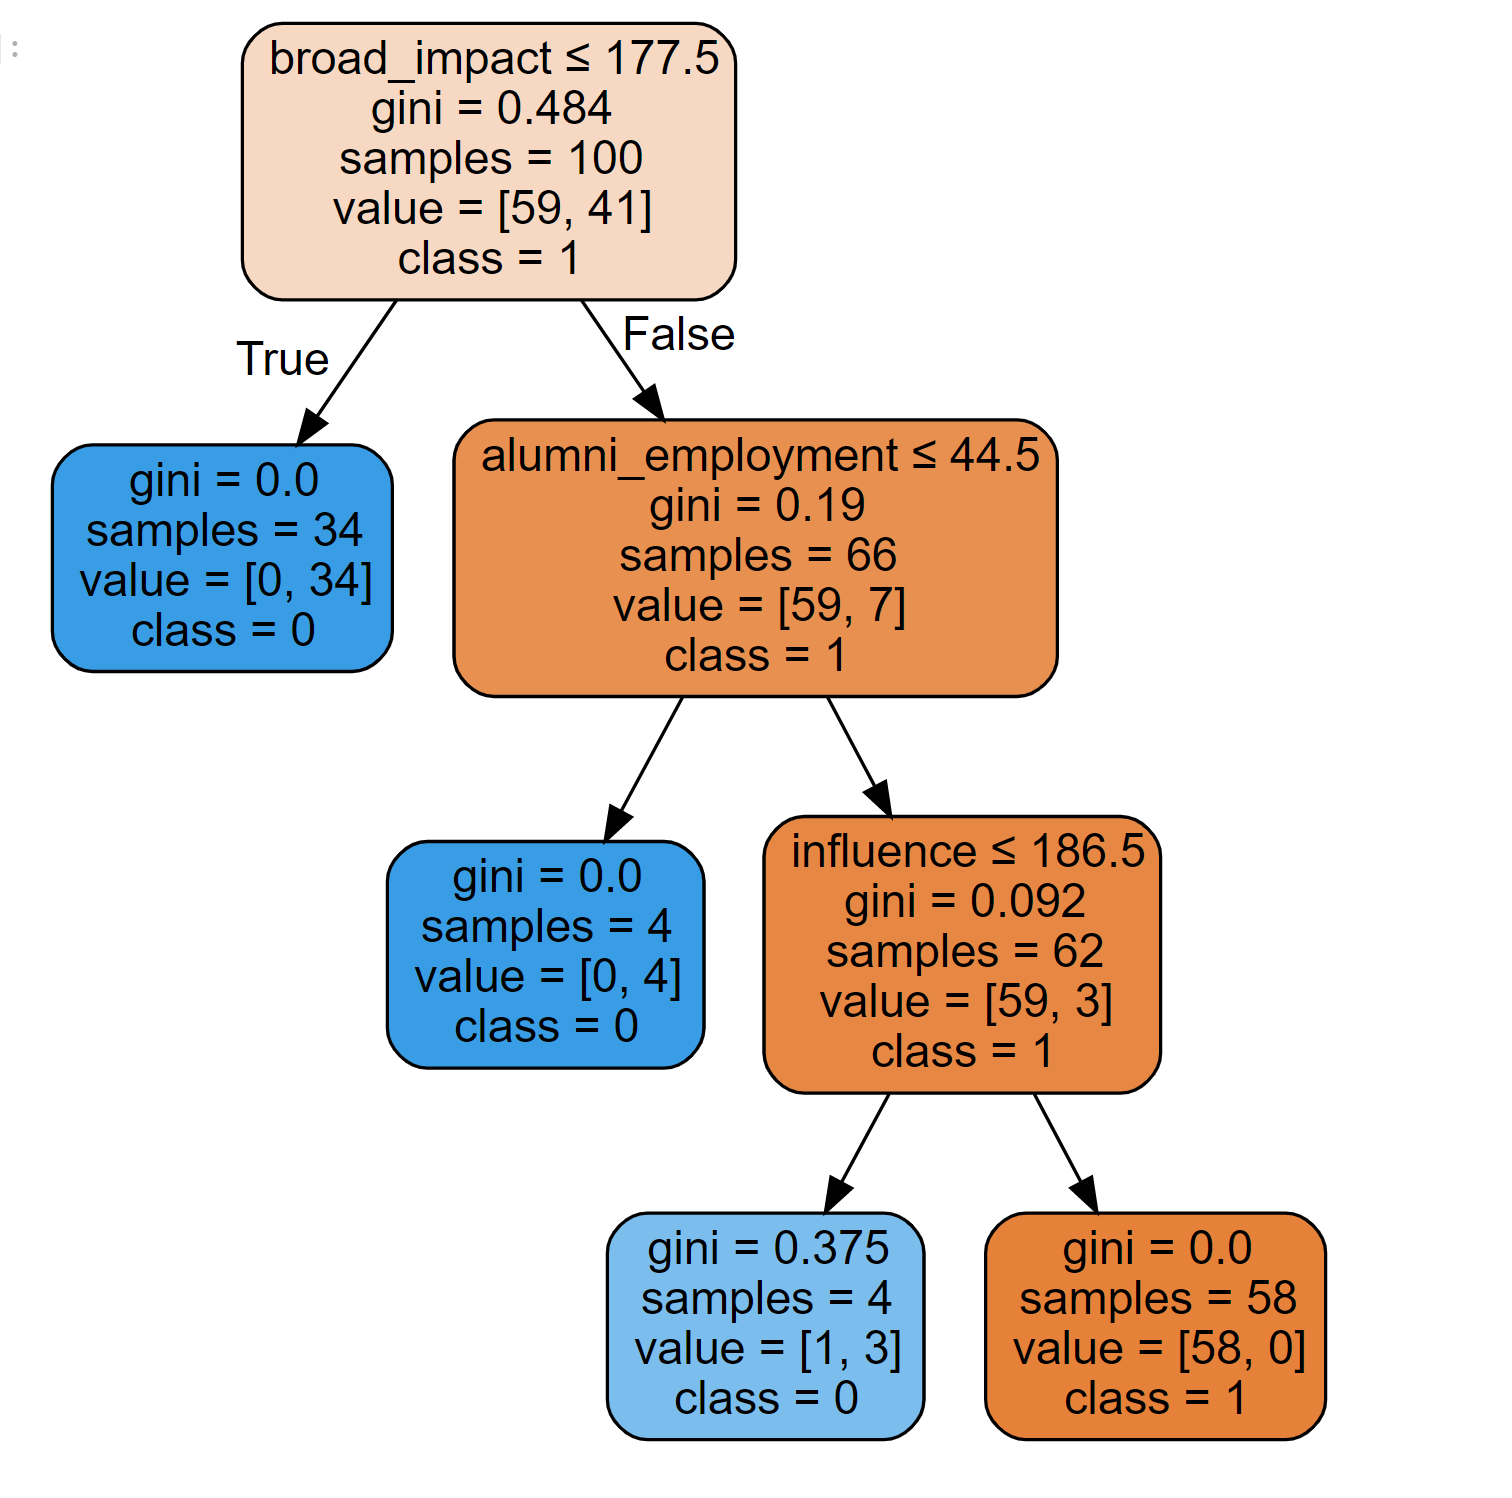 ]:
broad_impact ≤ 177.5
gini = 0.484
samples = 100
value = [59, 41]
class = 1
True
False
gini = 0.0
samples = 34
value = [0, 34]
class = 0
alumni_employment ≤ 44.5
gini = 0.19
samples = 66
value = [59, 7]
class = 1
gini = 0.0
samples = 4
value = [0, 4]
class = 0
influence ≤ 186.5
gini = 0.092
samples = 62
value = [59, 3]
class = 1
gini = 0.375
samples = 4
value = [1, 3]
class = 0
gini = 0.0
samples = 58
value = [58, 0]
class = 1